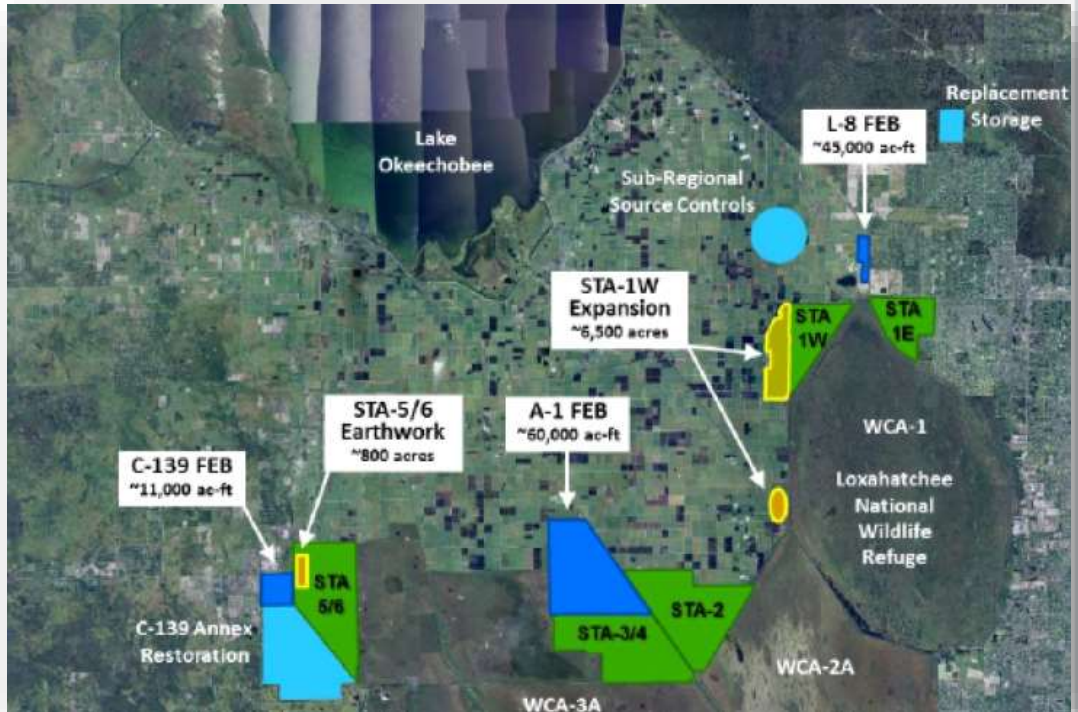 Replacement
Storage
L-8 FEB
~45,000 ac-ft
Lake
Okeechobee
Sub-Regional
Source Controls
STA-1W
Expansion
~6,500 acres
STA
1W
STA
1E
STA-5/6
Earthwork
~800 acres
A-1 FEB
~60,000 ac-ft
WCA-1
C-139 FEB
~11,000 ac-ft
Loxahatchee
National
Wildlife
Refuge
STA
5/6
C-139 Annex
Restoration
STA-2
STA-3/4
WCA-2A
WCA-3A